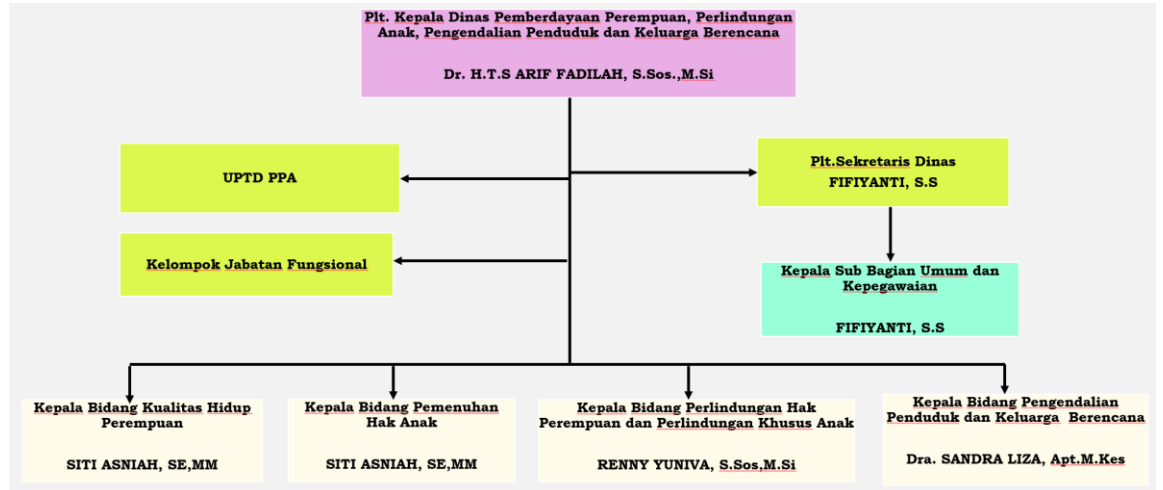 Plt. Kepala Dinas Pemberdayaan Perempuan, Perlindungan
Anak, Pengendalian Penduduk dan Keluarga Berencana
Dr. H.T.S ARIF FADILAH, S.Sos.,M.Si
UPTD PPA
Plt.Sekretaris Dinas
FIFIYANTI, S.S
Kelompok Jabatan Fungsional
Kepala Sub Bagian Umum dan
Kepegawaian
FIFIYANTI, S.S
Kepala Bidang Kualitas Hidup
Perempuan
SITI ASNIAH, SE,MM
Kepala Bidang Pemenuhan
Hak Anak
SITI ASNIAH, SE,MM
Kepala Bidang Perlindungan Hak
Perempuan dan Perlindungan Khusus Anak
RENNY YUNIVA, S.Sos,M.Si
Kepala Bidang Pengendalian
Penduduk dan Keluarga Berencana
Dra. SANDRA LIZA, Apt.M.Kes